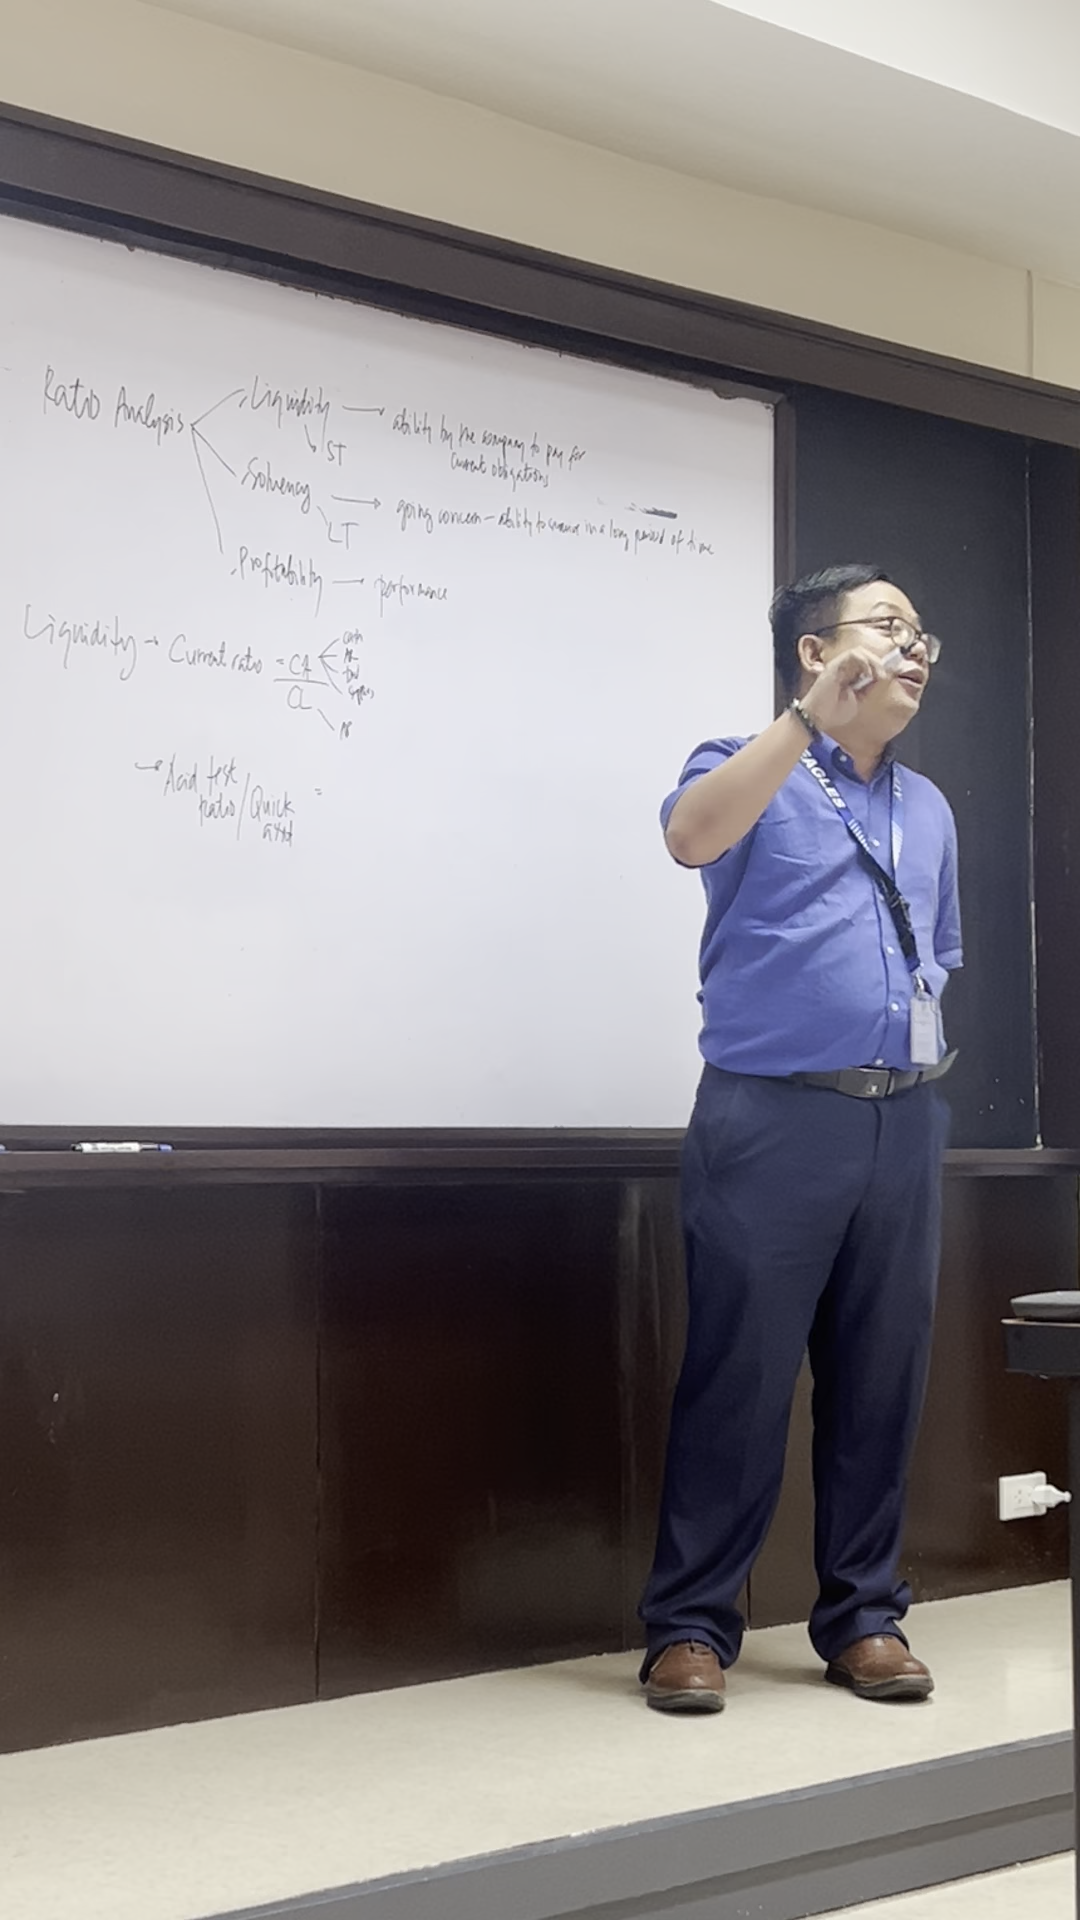 Ratio Analysis
Liquidity → ability by the company to pay for
current obligations
ST
Solvency → going concern – ability to in a long period of time
LT
Profitability → performance
Liquidity → Current ratio = CA
CL
cash
AR
Inv
supplies
AP
→ Acid test
Ratio / Quick =
EAGLES